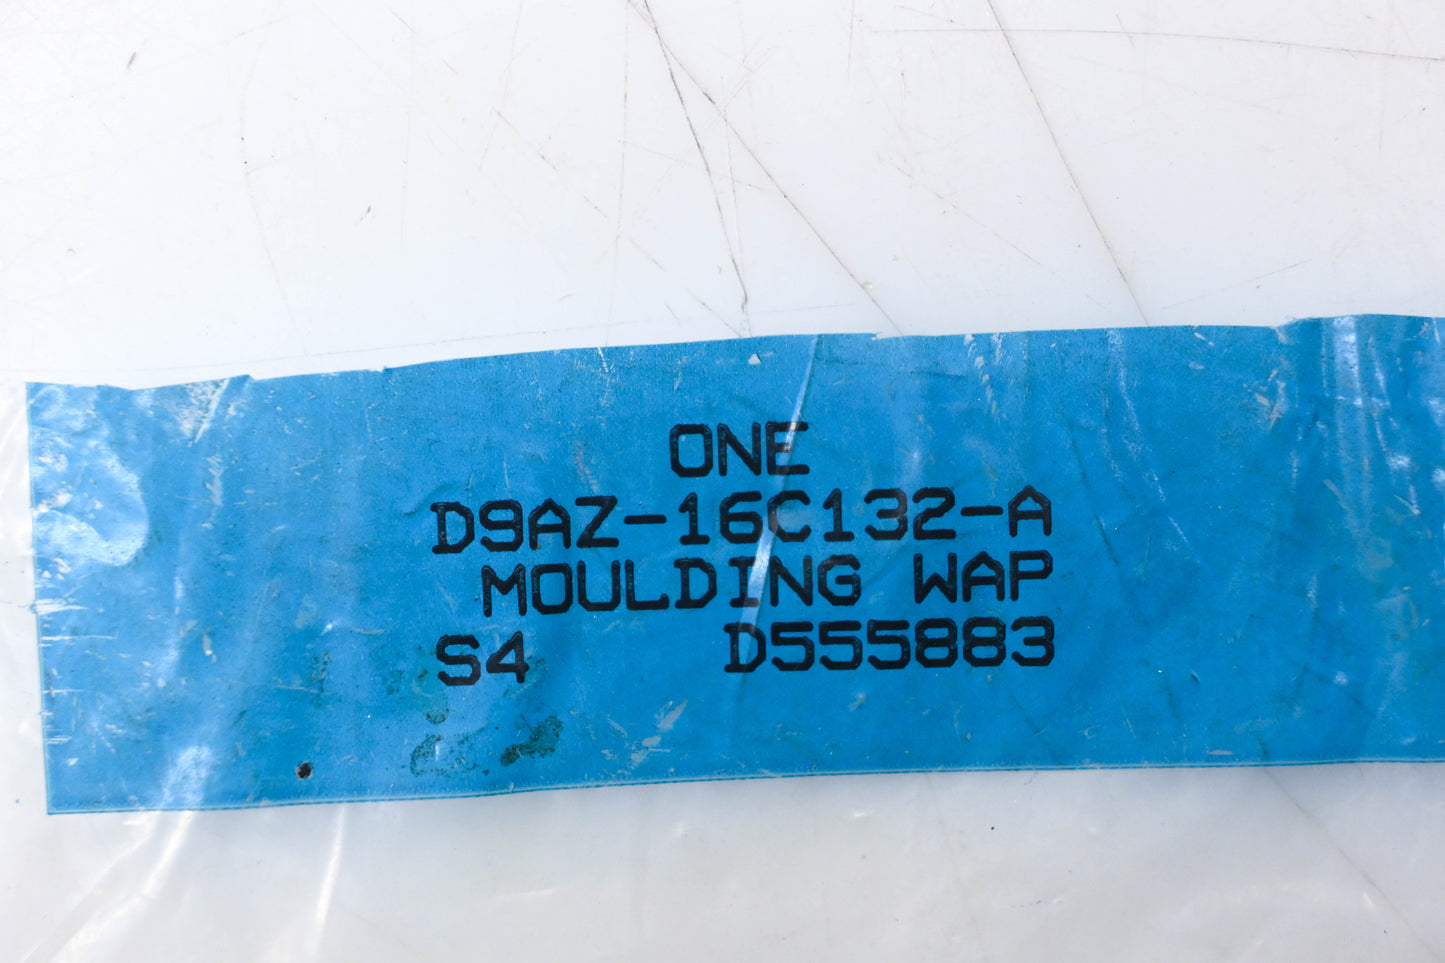 ONE
D9AZ-16C132-A
MOULDING WAP
S4 D555883